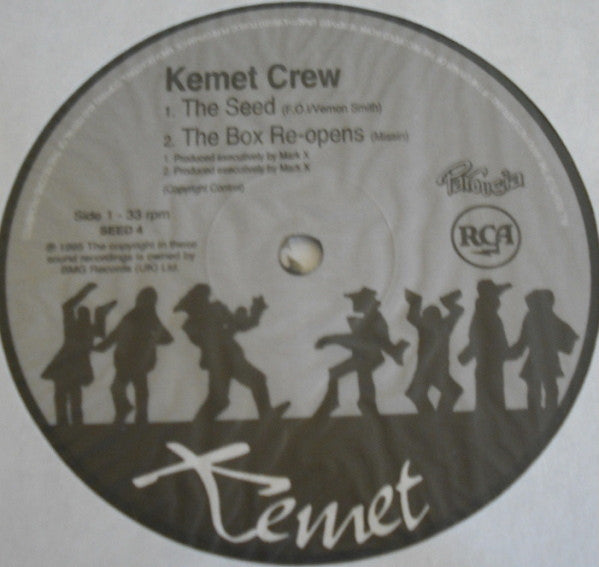 Kemet Crew
1. The Seed (F.O.I/Vernon Smith)
2. The Box Re-opens (Missin)
1. Produced executively by Mark X
2. Produced executively by Mark X
(Copyright Control)
Parousia
RCA
Side 1 - 33 rpm
SEED 4
℗ 1995 The copyright in these
sound recordings is owned by
BMG Records (UK) Ltd.
Kemet